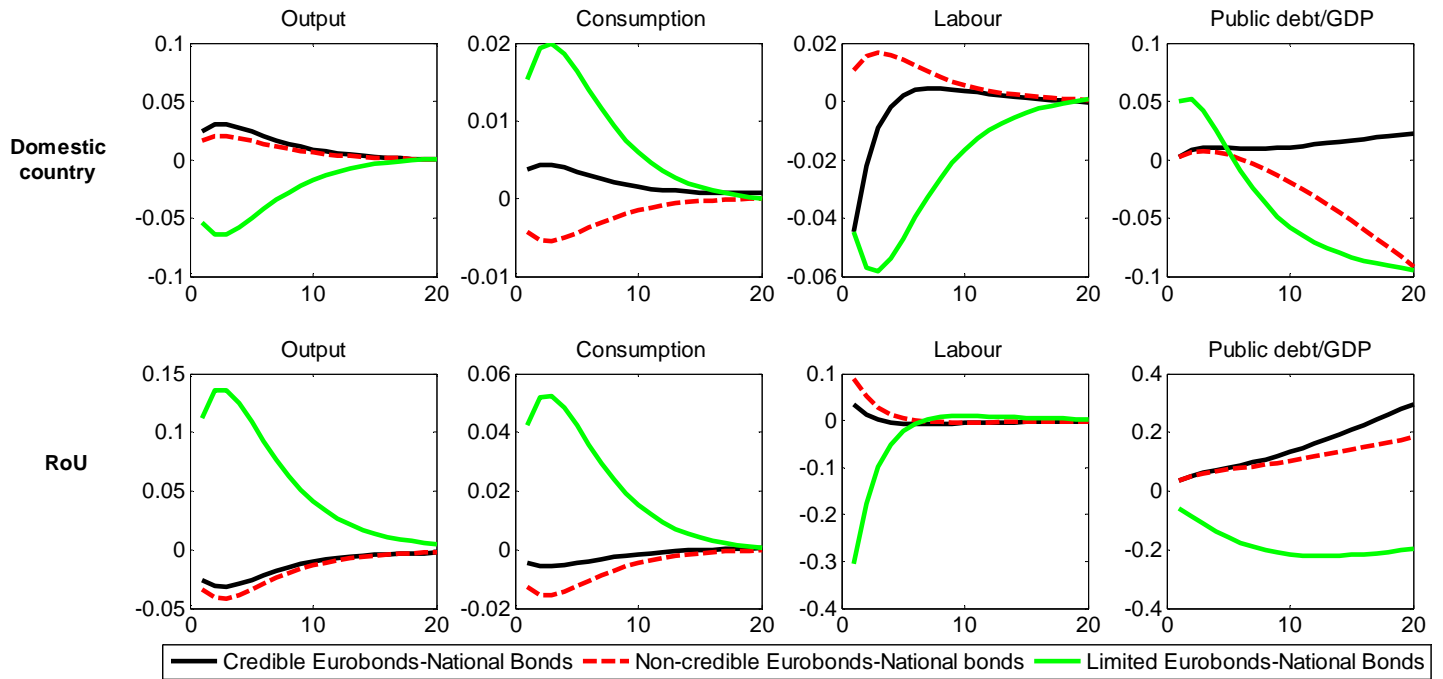 Output Consumption Labour Public debt/GDP
0.1 0.02 0.02 0.1
0.05 0.01 0 0.05
Domestic country
0 0 -0.02 0
-0.05 -0.04 -0.05
-0.1 -0.01 -0.06 -0.1
0 10 20 0 10 20 0 10 20 0 10 20
Output Consumption Labour Public debt/GDP
0.15 0.06 0.1 0.4
0.1 0.04 0 0.2
RoU
0.05 0.02 -0.1 0
-0.2
0 0 -0.3 -0.2
-0.05 -0.02 -0.4 -0.4
0 10 20 0 10 20 0 10 20 0 10 20
Credible Eurobonds-National Bonds Non-credible Eurobonds-National bonds Limited Eurobonds-National Bonds